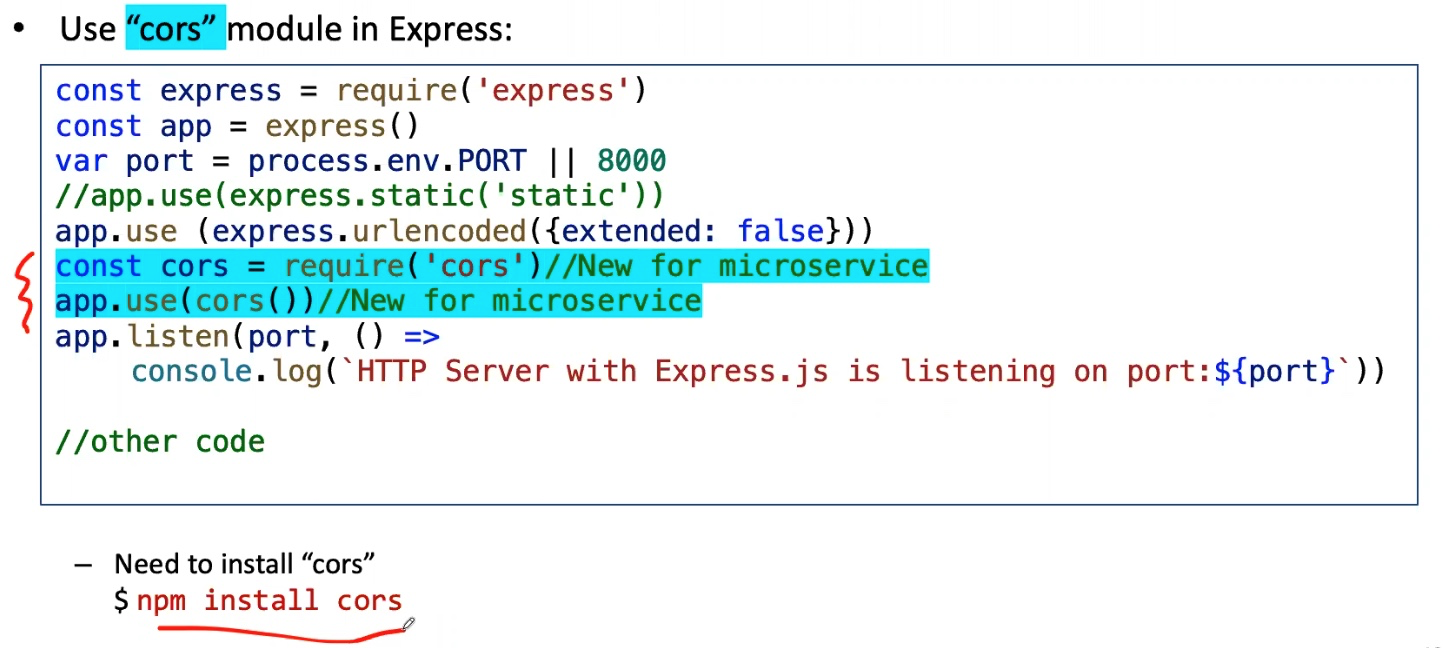 • Use “cors” module in Express:
const express = require('express')
const app = express()
var port = process.env.PORT || 8000
//app.use(express.static('static'))
app.use (express.urlencoded({extended: false}))
const cors = require('cors')//New for microservice
app.use(cors())//New for microservice
app.listen(port, () =>
console.log(`HTTP Server with Express.js is listening on port:${port}`))
//other code
– Need to install “cors”
$ npm install cors